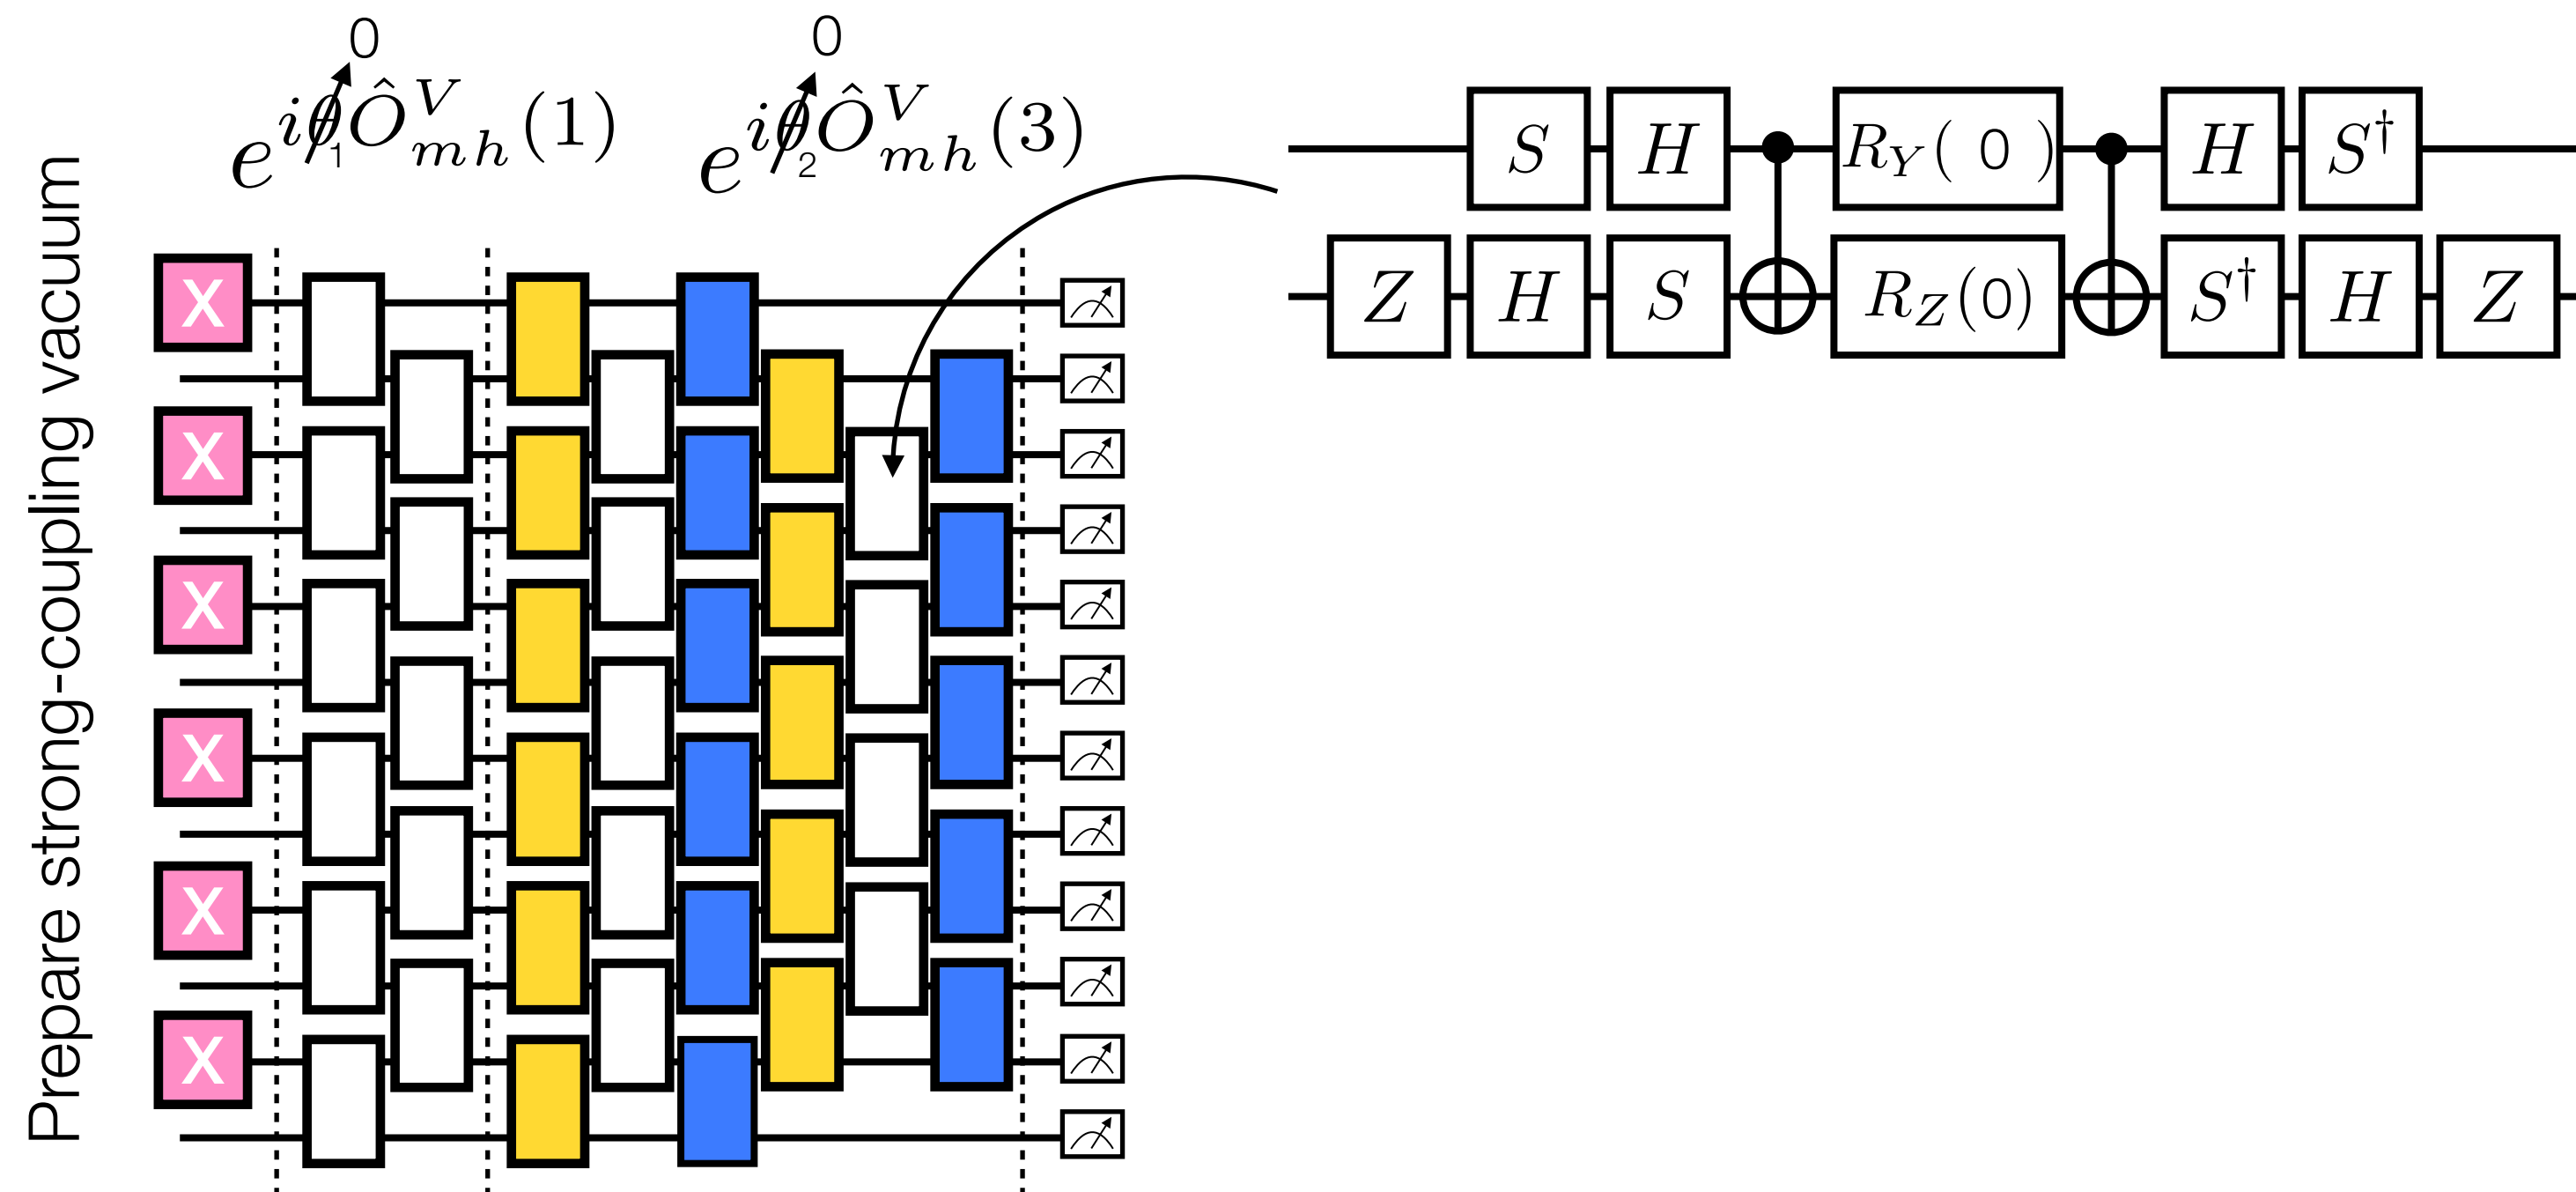 Prepare strong-coupling vacuum
0
e^{iθ_1 Ô^V_{mh}(1)}
0
e^{iθ_2 Ô^V_{mh}(3)}
S H R_Y( 0 ) H S†
Z H S R_Z(0) S† H Z
X
X
X
X
X
X